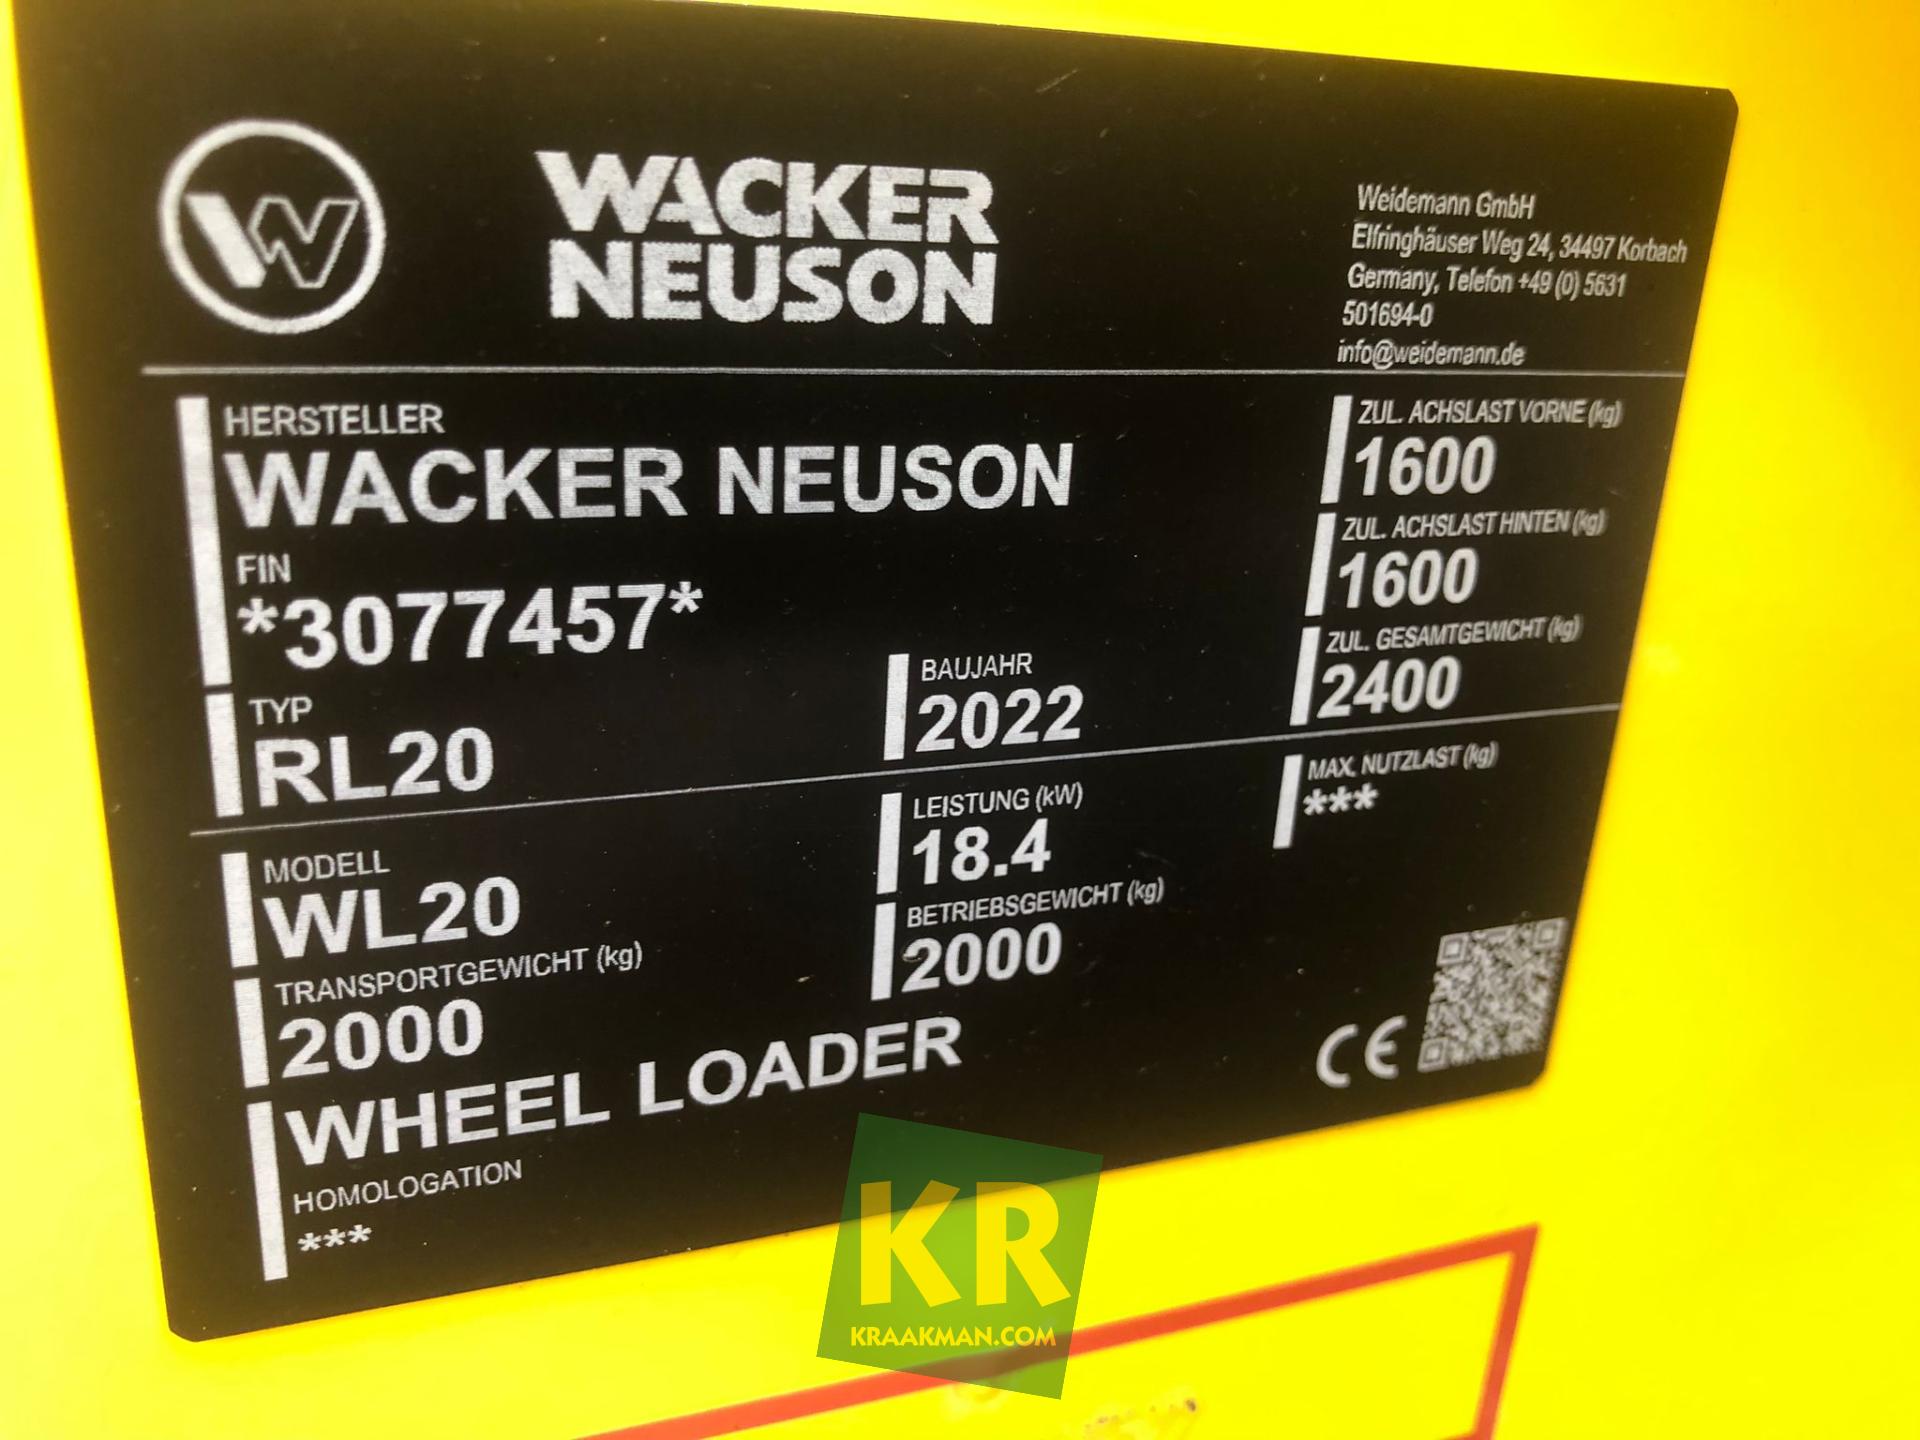 W
WACKER
NEUSON
Weidemann GmbH
Elfringhäuser Weg 24, 34497 Korbach
Germany, Telefon +49 (0) 5631
501694-0
info@weidemann.de
HERSTELLER
WACKER NEUSON
FIN
*3077457*
TYP
RL20
BAUJAHR
2022
ZUL. ACHSLAST VORNE (kg)
1600
ZUL. ACHSLAST HINTEN (kg)
1600
ZUL. GESAMTGEWICHT (kg)
2400
MODELL
WL20
TRANSPORTGEWICHT (kg)
2000
LEISTUNG (kW)
18.4
BETRIEBSGEWICHT (kg)
2000
MAX. NUTZLAST (kg)
***
WHEEL LOADER
HOMOLOGATION
***
CE
KR
KRAAKMAN.COM